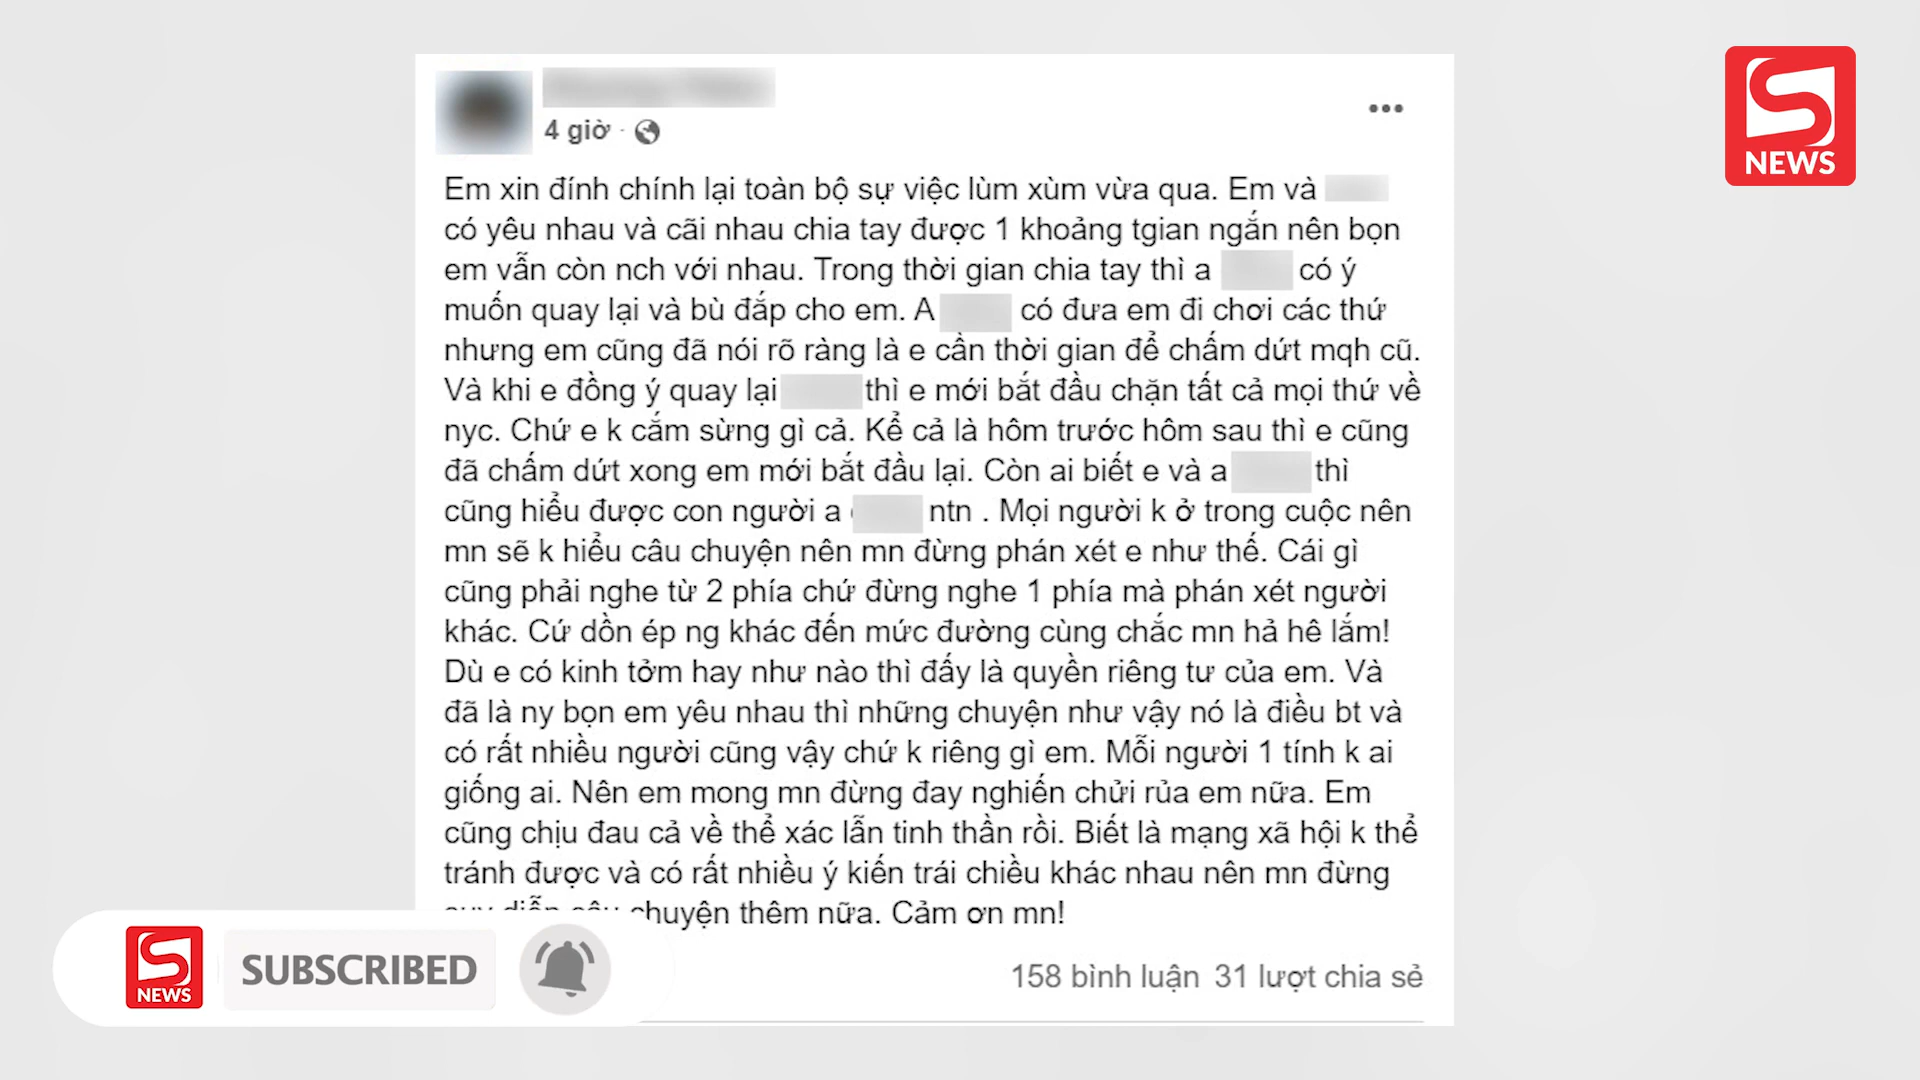 NEWS
4 giờ ·
Em xin đính chính lại toàn bộ sự việc lùm xùm vừa qua. Em và
có yêu nhau và cãi nhau chia tay được 1 khoảng tgian ngắn nên bọn
em vẫn còn nch với nhau. Trong thời gian chia tay thì a có ý
muốn quay lại và bù đắp cho em. A có đưa em đi chơi các thứ
nhưng em cũng đã nói rõ ràng là e cần thời gian để chấm dứt mqh cũ.
Và khi e đồng ý quay lại thì e mới bắt đầu chặn tất cả mọi thứ về
nyc. Chứ e k cắm sừng gì cả. Kể cả là hôm trước hôm sau thì e cũng
đã chấm dứt xong em mới bắt đầu lại. Còn ai biết e và a thì
cũng hiểu được con người a ntn . Mọi người k ở trong cuộc nên
mn sẽ k hiểu câu chuyện nên mn đừng phán xét e như thế. Cái gì
cũng phải nghe từ 2 phía chứ đừng nghe 1 phía mà phán xét người
khác. Cứ dồn ép ng khác đến mức đường cùng chắc mn hả hê lắm!
Dù e có kinh tởm hay như nào thì đấy là quyền riêng tư của em. Và
đã là ny bọn em yêu nhau thì những chuyện như vậy nó là điều bt và
có rất nhiều người cũng vậy chứ k riêng gì em. Mỗi người 1 tính k ai
giống ai. Nên em mong mn đừng đay nghiến chửi rủa em nữa. Em
cũng chịu đau cả về thể xác lẫn tinh thần rồi. Biết là mạng xã hội k thể
tránh được và có rất nhiều ý kiến trái chiều khác nhau nên mn đừng
chuyện thêm nữa. Cảm ơn mn!
158 bình luận 31 lượt chia sẻ
NEWS
SUBSCRIBED